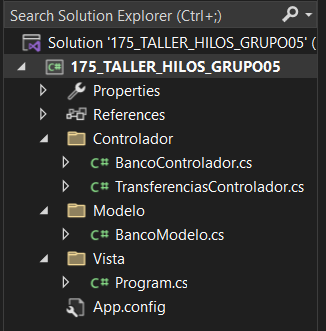 Search Solution Explorer (Ctrl+;)
Solution '175_TALLER_HILOS_GRUPO05' (
175_TALLER_HILOS_GRUPO05
Properties
References
Controlador
C# BancoControlador.cs
C# TransferenciasControlador.cs
Modelo
C# BancoModelo.cs
Vista
C# Program.cs
App.config